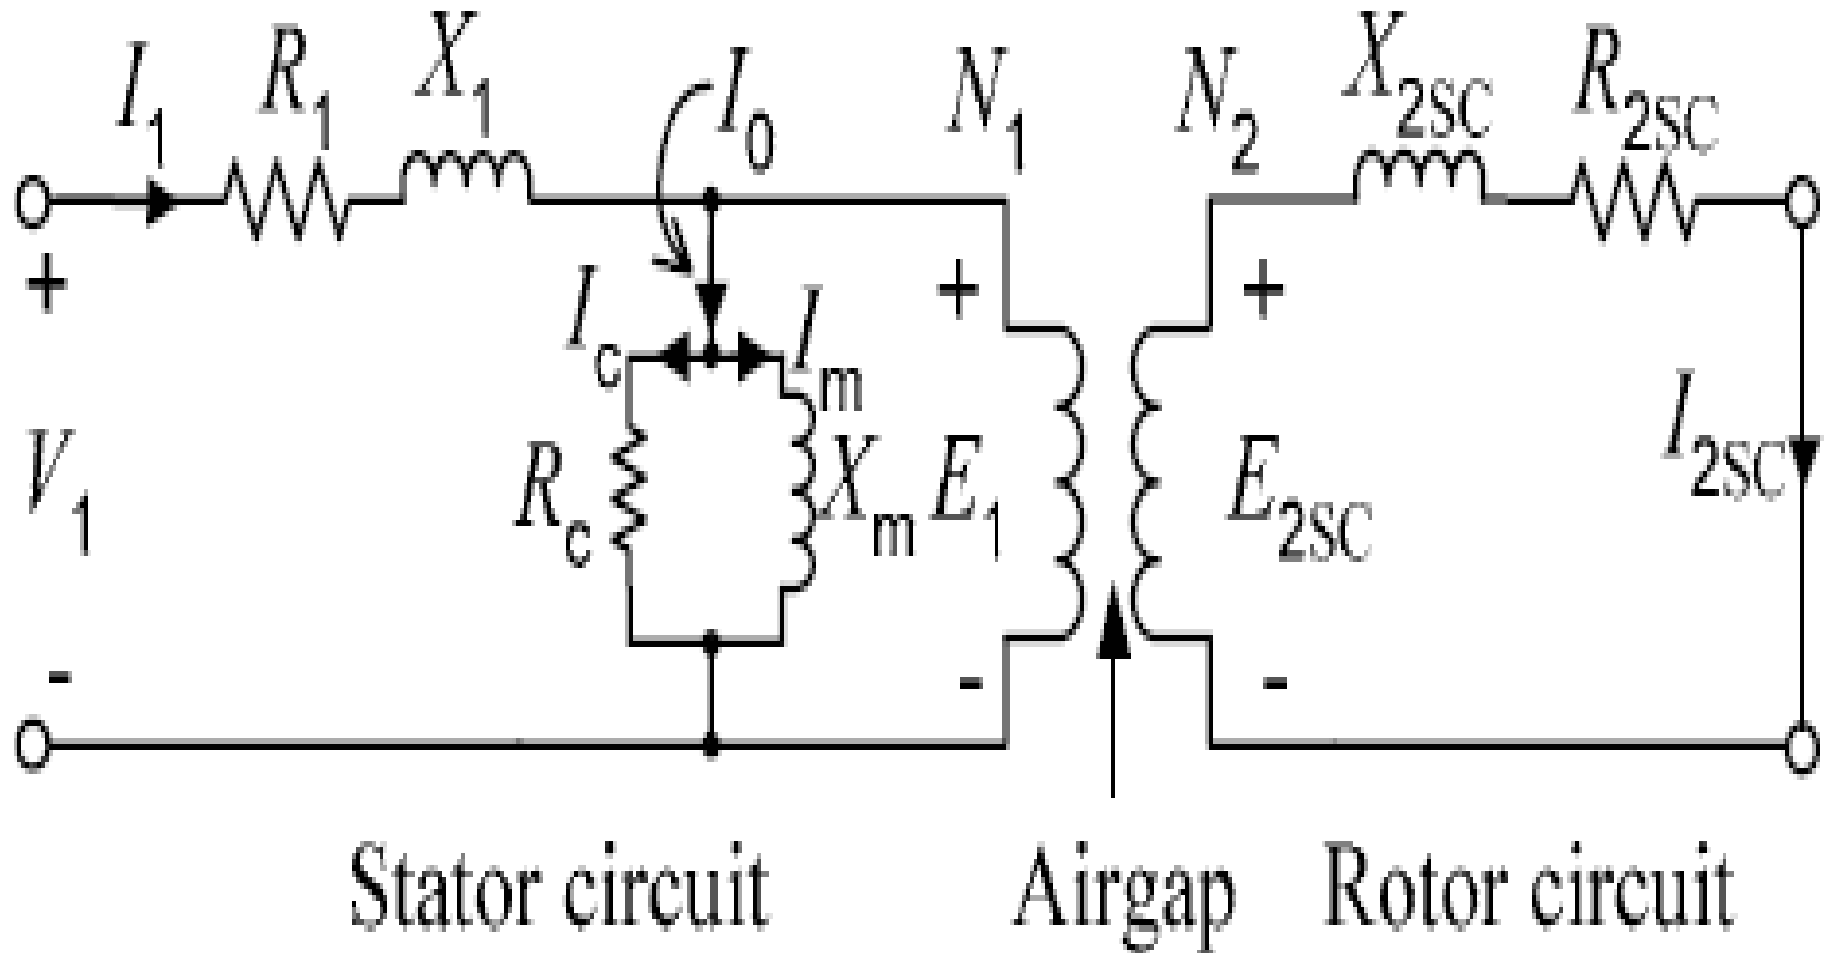 I1 R1 X1 I0 N1 N2 X2SC R2SC
+ + +
Ic Im
V1 Rc Xm E1 E2SC I2SC
- - -
Stator circuit Airgap Rotor circuit